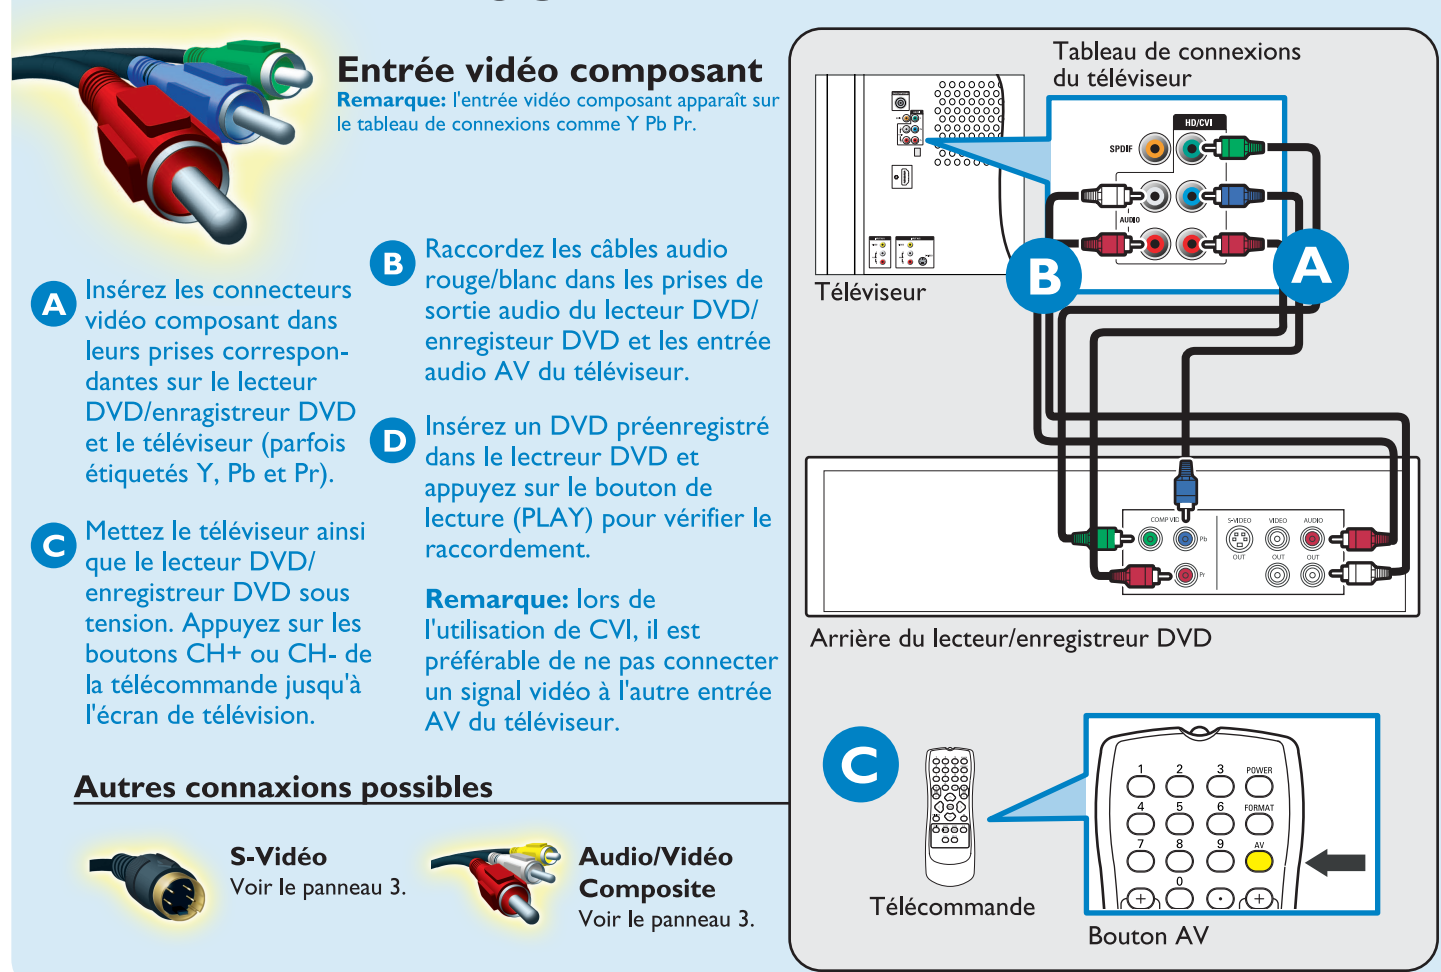 Entrée vidéo composant
Remarque: l'entrée vidéo composant apparaît sur
le tableau de connexions comme Y Pb Pr.
A
Insérez les connecteurs
vidéo composant dans
leurs prises correspon-
dantes sur le lecteur
DVD/enragistreur DVD
et le téléviseur (parfois
étiquetés Y, Pb et Pr).
B
Raccordez les câbles audio
rouge/blanc dans les prises de
sortie audio du lecteur DVD/
enregisteur DVD et les entrée
audio AV du téléviseur.
C
Mettez le téléviseur ainsi
que le lecteur DVD/
enregistreur DVD sous
tension. Appuyez sur les
boutons CH+ ou CH- de
la télécommande jusqu'à
l'écran de télévision.
D
Insérez un DVD préenregistré
dans le lectreur DVD et
appuyez sur le bouton de
lecture (PLAY) pour vérifier le
raccordement.
Remarque: lors de
l'utilisation de CVI, il est
préférable de ne pas connecter
un signal vidéo à l'autre entrée
AV du téléviseur.
Autres connaxions possibles
S-Vidéo
Voir le panneau 3.
Audio/Vidéo
Composite
Voir le panneau 3.
Tableau de connexions
du téléviseur
HD/CVI
SPDIF
AUDIO
B
A
Téléviseur
COMP VID
S-VIDEO
VIDEO
AUDIO
Pb
OUT
OUT
OUT
Pr
Arrière du lecteur/enregistreur DVD
C
Télécommande
1 2 3 POWER
4 5 6 FORMAT
7 8 9 AV
0
+ • +
Bouton AV